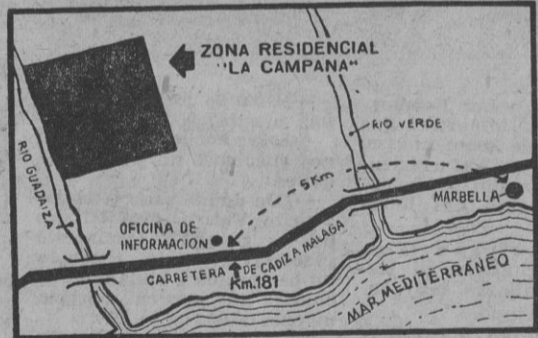 ZONA RESIDENCIAL
"LA CAMPANA"
RIO VERDE
RIO GUADAIZA
5 Km
MARBELLA
OFICINA DE
INFORMACION
CARRETERA DE CADIZ A MALAGA
Km.181
MAR MEDITERRANEO